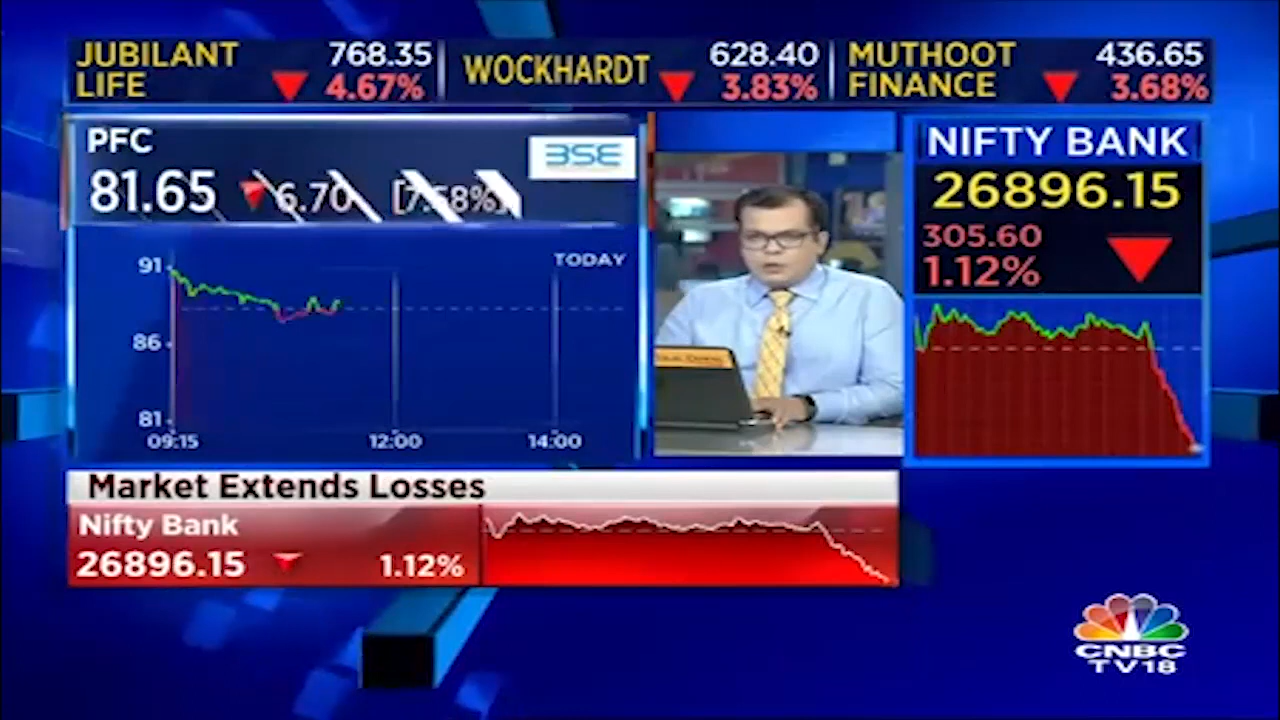 JUBILANT
LIFE
768.35
4.67%
WOCKHARDT
628.40
3.83%
MUTHOOT
FINANCE
436.65
3.68%
PFC
BSE
81.65
6.70
[7.58%]
TODAY
91
86
81
09:15
12:00
14:00
NIFTY BANK
26896.15
305.60
1.12%
Market Extends Losses
Nifty Bank
26896.15
1.12%
CNBC
TV18